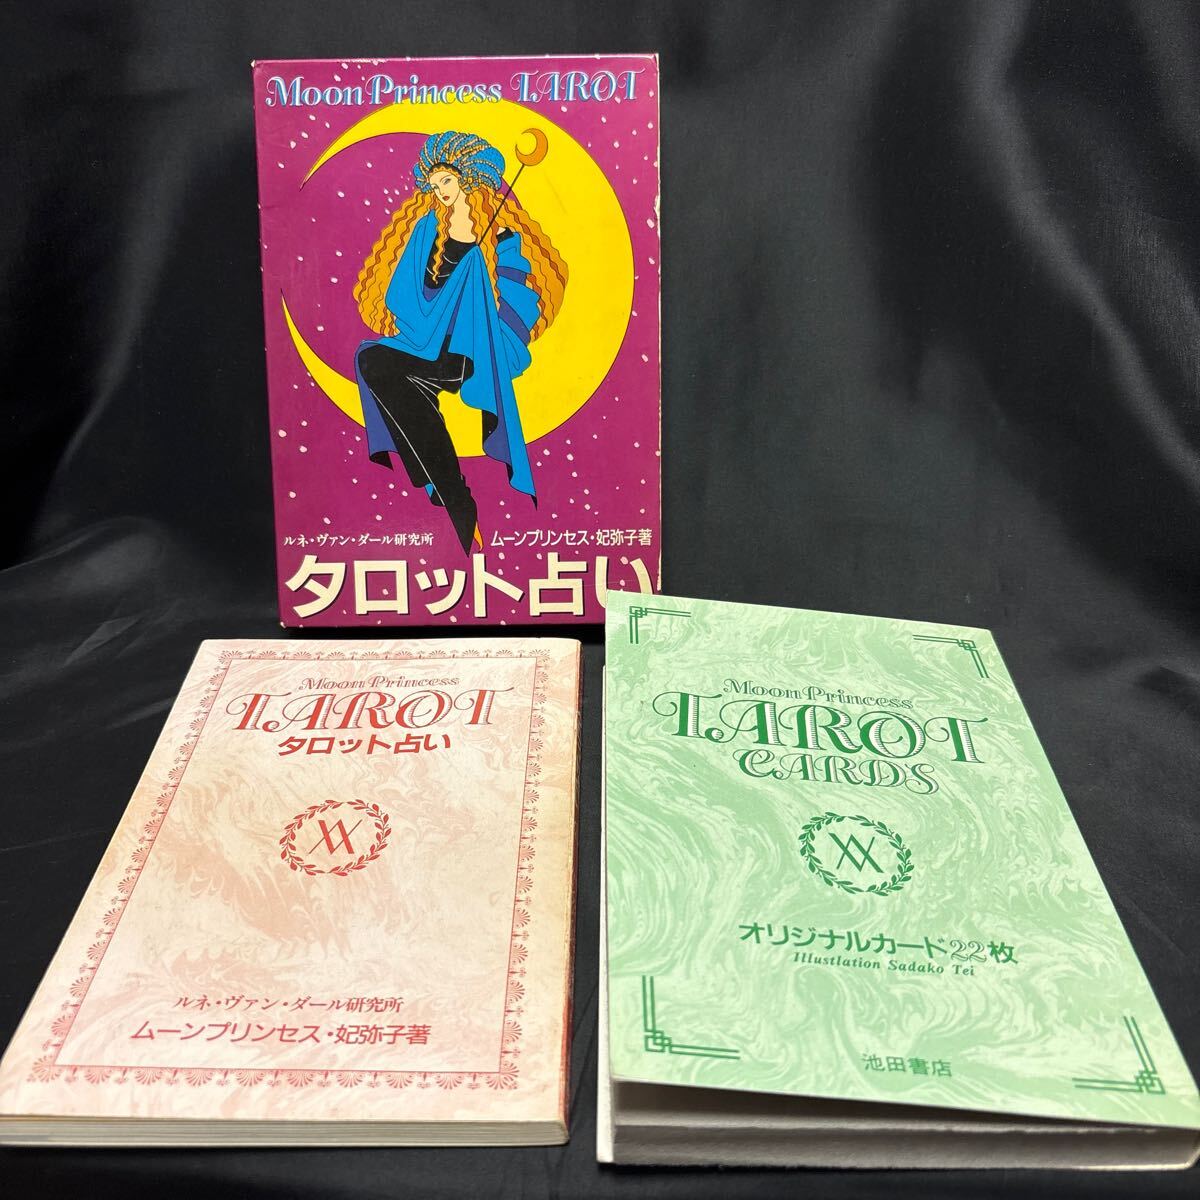 Moon Princess TAROT
ルネ・ヴァン・ダール研究所
ムーンプリンセス・妃弥子著
タロット占い
Moon Princess
TAROT
タロット占い
ルネ・ヴァン・ダール研究所
ムーンプリンセス・妃弥子著
Moon Princess
TAROT
CARDS
オリジナルカード22枚
Illustlation Sadako Tei
池田書店